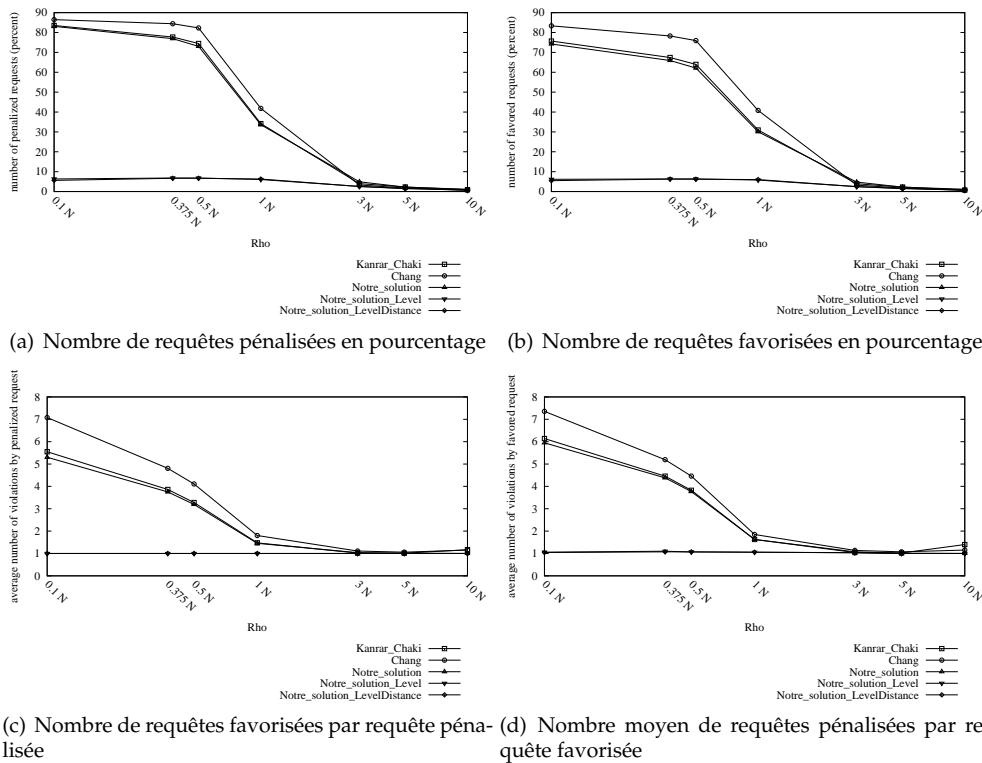 number of penalized requests (percent)
90
80
70
60
50
40
30
20
10
0
0.1 N
0.375 N
0.5 N
1 N
3 N
5 N
10 N
Rho
Kanrar_Chaki
Chang
Notre_solution
Notre_solution_Level
Notre_solution_LevelDistance
(a) Nombre de requêtes pénalisées en pourcentage
number of favored requests (percent)
90
80
70
60
50
40
30
20
10
0
0.1 N
0.375 N
0.5 N
1 N
3 N
5 N
10 N
Rho
Kanrar_Chaki
Chang
Notre_solution
Notre_solution_Level
Notre_solution_LevelDistance
(b) Nombre de requêtes favorisées en pourcentage
average number of violations by penalized request
8
7
6
5
4
3
2
1
0
0.1 N
0.375 N
0.5 N
1 N
3 N
5 N
10 N
Rho
Kanrar_Chaki
Chang
Notre_solution
Notre_solution_Level
Notre_solution_LevelDistance
(c) Nombre de requêtes favorisées par requête péna-
lisée
average number of violations by favored request
8
7
6
5
4
3
2
1
0
0.1 N
0.375 N
0.5 N
1 N
3 N
5 N
10 N
Rho
Kanrar_Chaki
Chang
Notre_solution
Notre_solution_Level
Notre_solution_LevelDistance
(d) Nombre moyen de requêtes pénalisées par re
quête favorisée